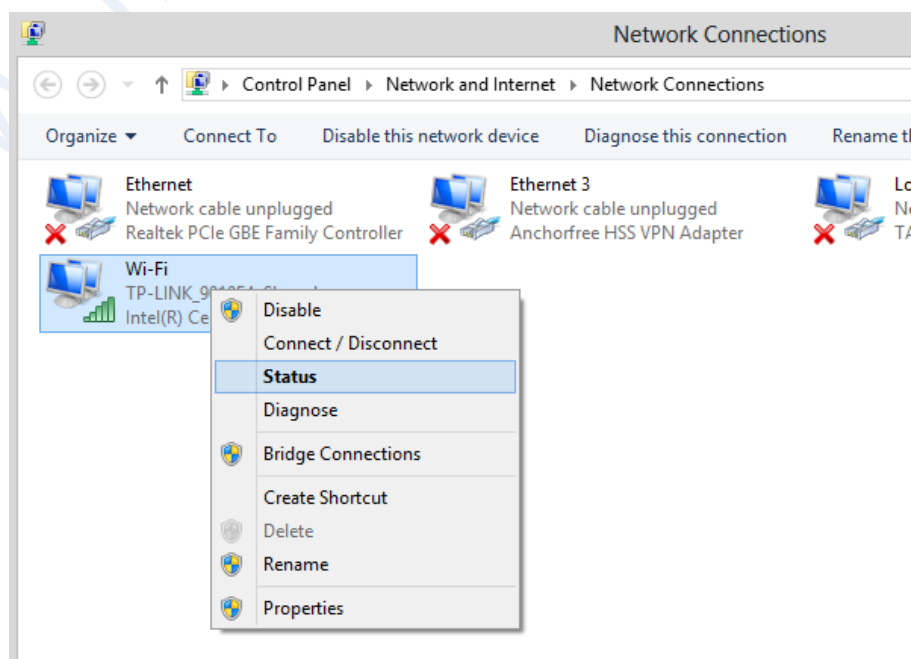 Network Connections
Control Panel Network and Internet Network Connections
Organize Connect To Disable this network device Diagnose this connection Rename
Ethernet
Network cable unplugged
Realtek PCIe GBE Family Controller
Ethernet 3
Network cable unplugged
Anchorfree HSS VPN Adapter
Wi-Fi
Intel(R)
Disable
Connect / Disconnect
Status
Diagnose
Bridge Connections
Create Shortcut
Delete
Rename
Properties